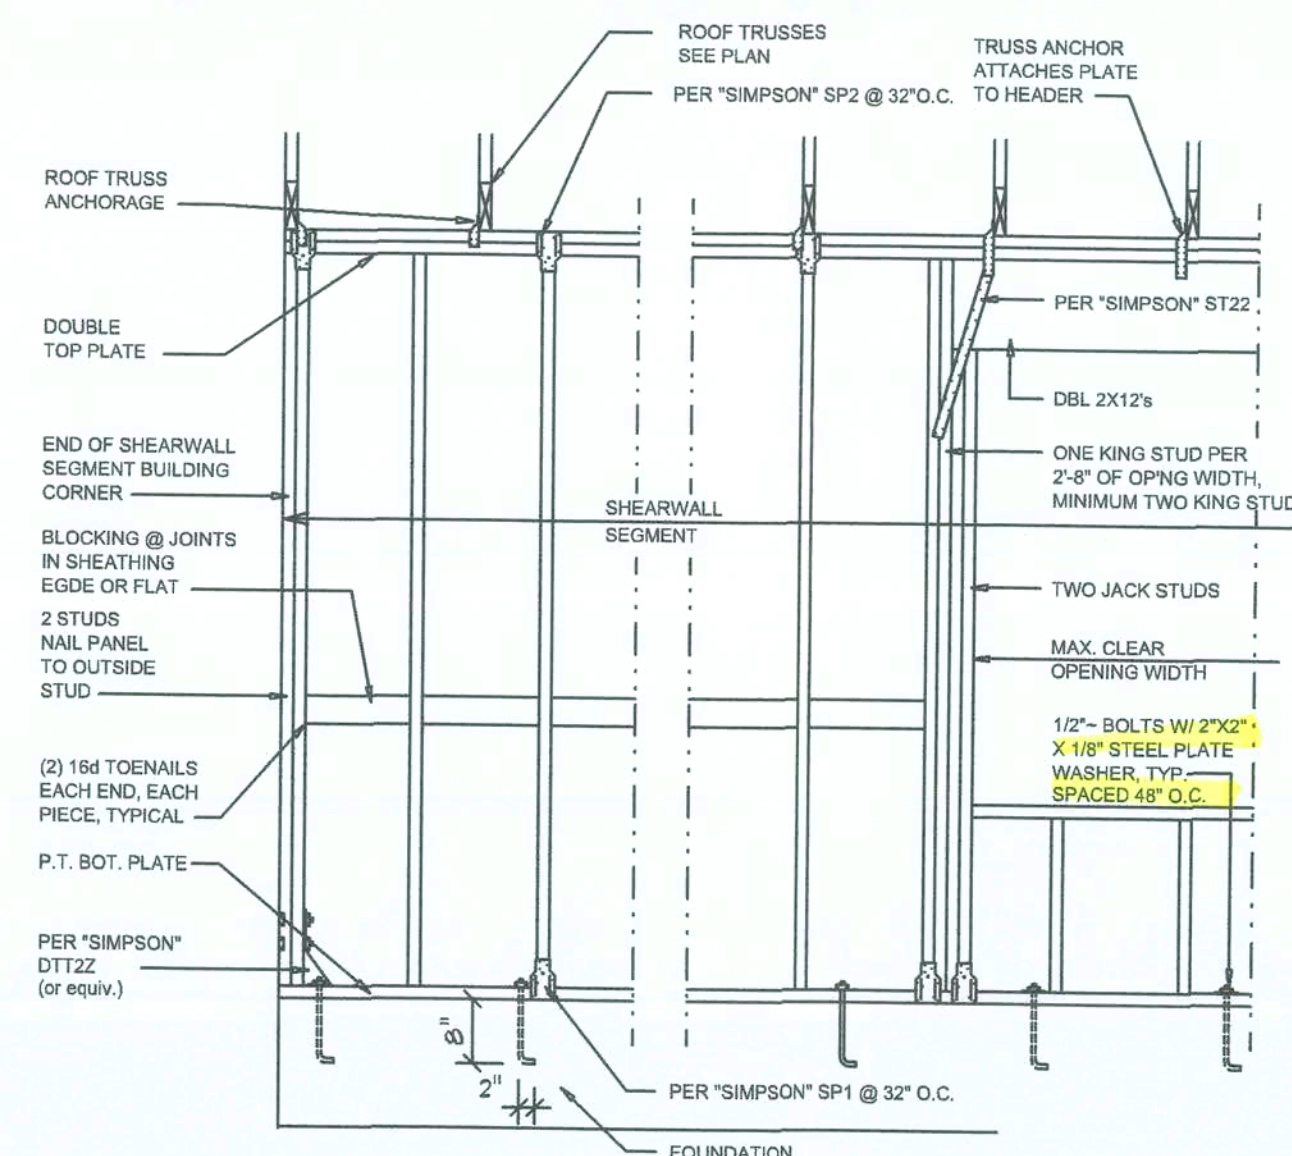 ROOF TRUSSES
SEE PLAN
PER "SIMPSON" SP2 @ 32"O.C.
TRUSS ANCHOR
ATTACHES PLATE
TO HEADER
ROOF TRUSS
ANCHORAGE
DOUBLE
TOP PLATE
END OF SHEARWALL
SEGMENT BUILDING
CORNER
BLOCKING @ JOINTS
IN SHEATHING
EGDE OR FLAT
2 STUDS
NAIL PANEL
TO OUTSIDE
STUD
(2) 16d TOENAILS
EACH END, EACH
PIECE, TYPICAL
P.T. BOT. PLATE
PER "SIMPSON"
DTT2Z
(or equiv.)
SHEARWALL
SEGMENT
PER "SIMPSON" ST22
DBL 2X12's
ONE KING STUD PER
2'-8" OF OP'NG WIDTH,
MINIMUM TWO KING STUD
TWO JACK STUDS
MAX. CLEAR
OPENING WIDTH
1/2"~ BOLTS W/ 2"X2"
X 1/8" STEEL PLATE
WASHER, TYP.
SPACED 48" O.C.
8"
2"
PER "SIMPSON" SP1 @ 32" O.C.
FOUNDATION